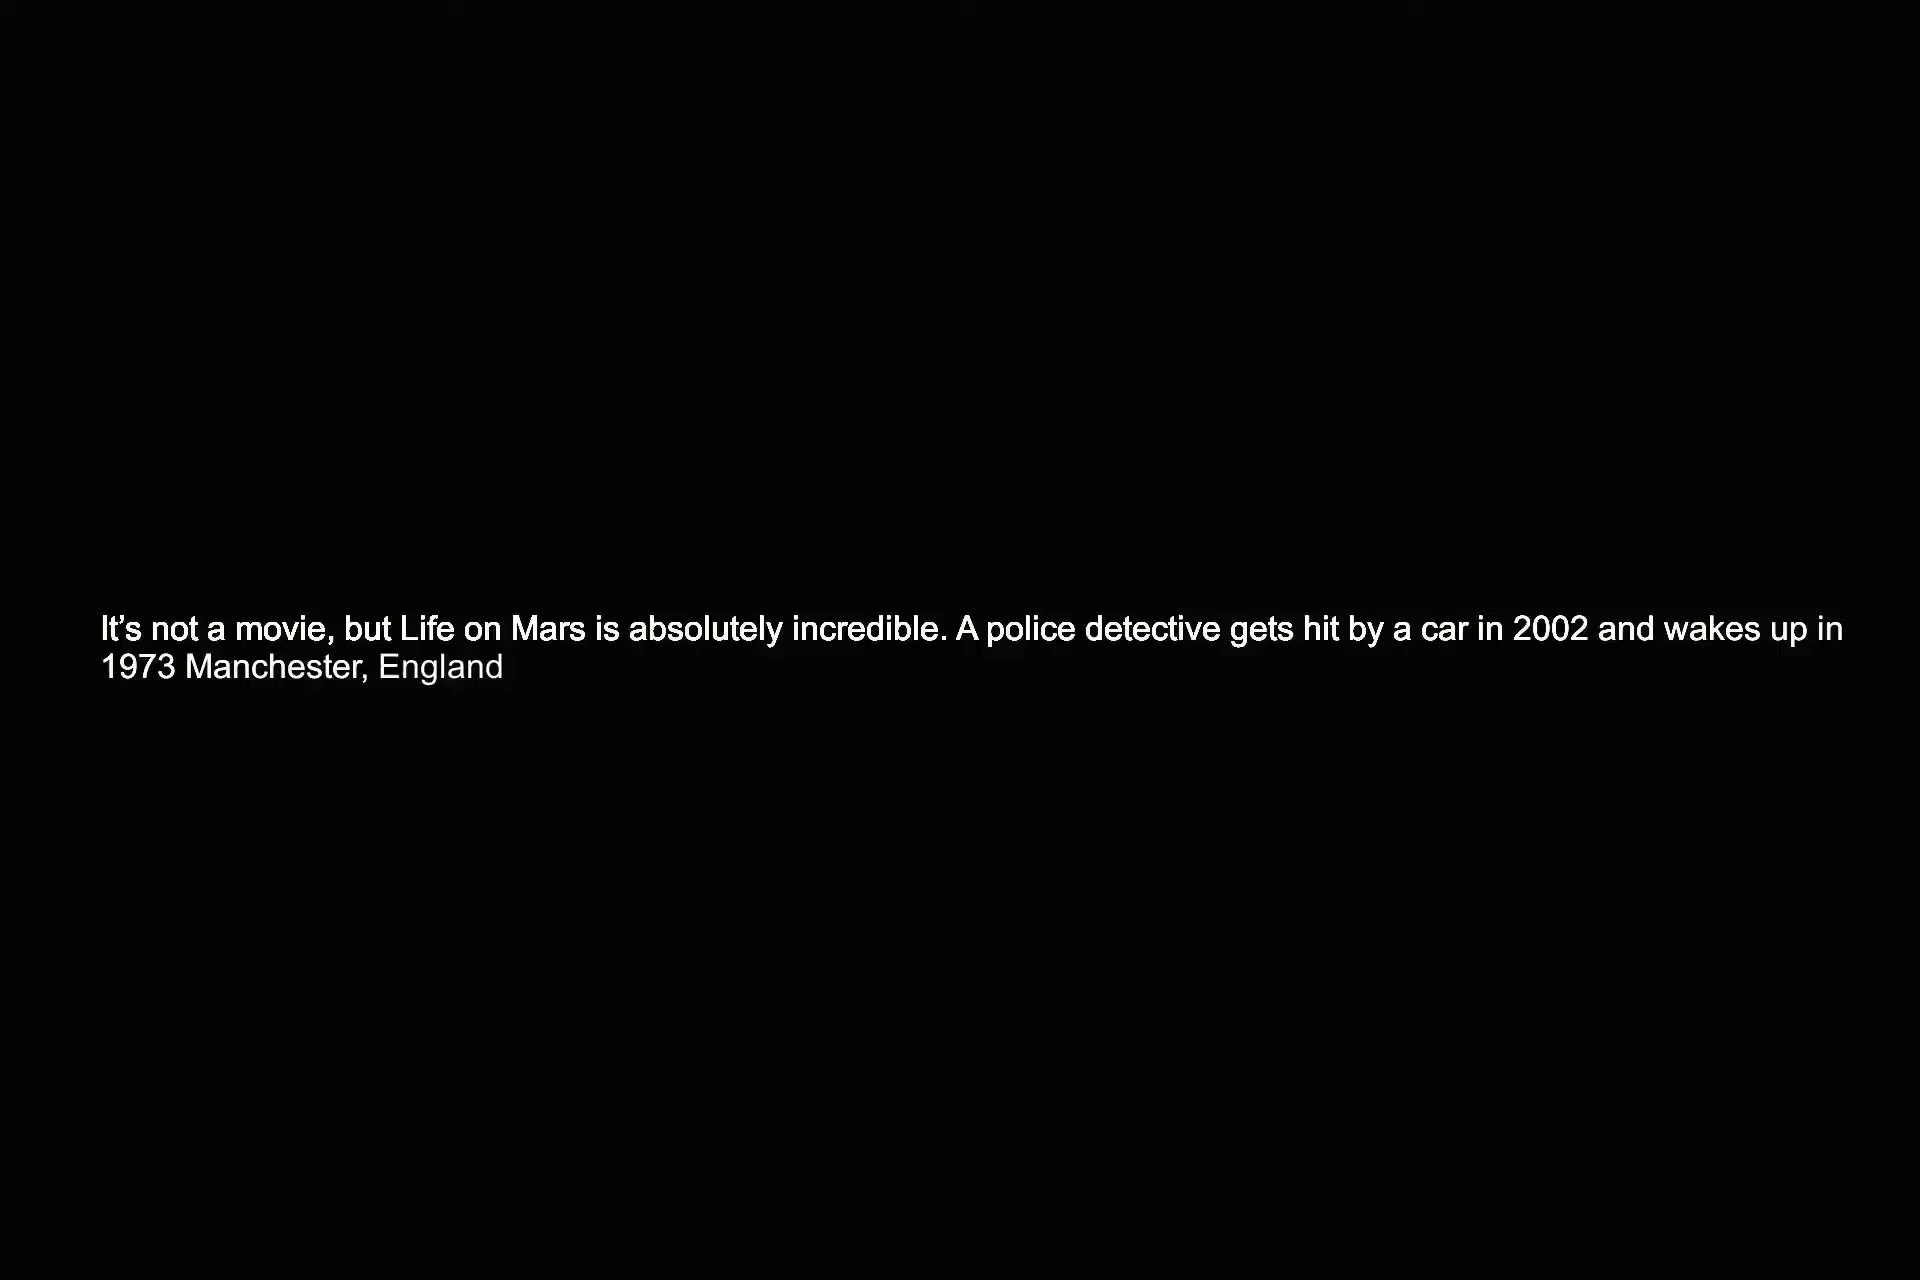 It’s not a movie, but Life on Mars is absolutely incredible. A police detective gets hit by a car in 2002 and wakes up in
1973 Manchester, England